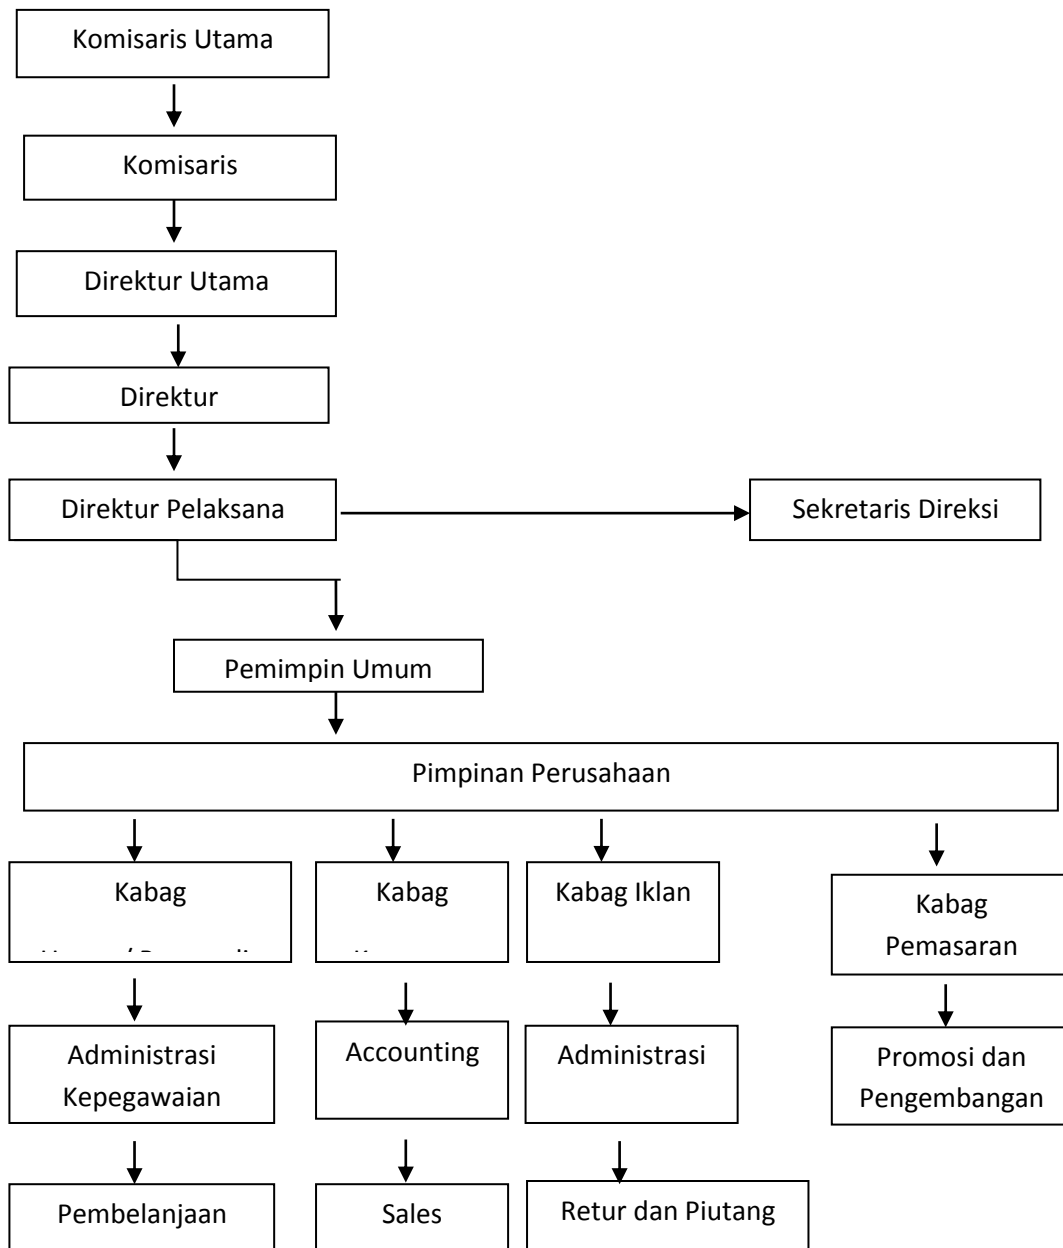 Komisaris Utama
Komisaris
Direktur Utama
Direktur
Direktur Pelaksana
Sekretaris Direksi
Pemimpin Umum
Pimpinan Perusahaan
Kabag
Kabag
Kabag Iklan
Kabag
Pemasaran
Administrasi
Kepegawaian
Accounting
Administrasi
Promosi dan
Pengembangan
Pembelanjaan
Sales
Retur dan Piutang